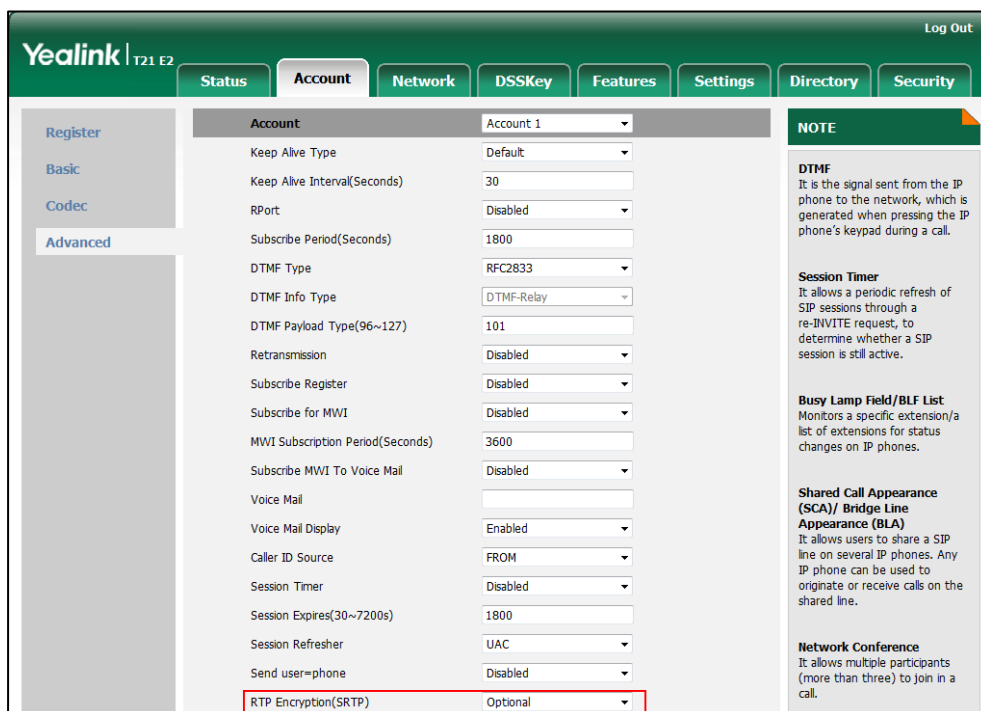 Log Out
Yealink T21 E2
Status Account Network DSSKey Features Settings Directory Security
Register
Basic
Codec
Advanced
Account Account 1
Keep Alive Type Default
Keep Alive Interval(Seconds) 30
RPort Disabled
Subscribe Period(Seconds) 1800
DTMF Type RFC2833
DTMF Info Type DTMF-Relay
DTMF Payload Type(96~127) 101
Retransmission Disabled
Subscribe Register Disabled
Subscribe for MWI Disabled
MWI Subscription Period(Seconds) 3600
Subscribe MWI To Voice Mail Disabled
Voice Mail
Voice Mail Display Enabled
Caller ID Source FROM
Session Timer Disabled
Session Expires(30~7200s) 1800
Session Refresher UAC
Send user=phone Disabled
RTP Encryption(SRTP) Optional
NOTE
DTMF
It is the signal sent from the IP
phone to the network, which is
generated when pressing the IP
phone's keypad during a call.
Session Timer
It allows a periodic refresh of
SIP sessions through a
re-INVITE request, to
determine whether a SIP
session is still active.
Busy Lamp Field/BLF List
Monitors a specific extension/a
list of extensions for status
changes on IP phones.
Shared Call Appearance
(SCA)/ Bridge Line
Appearance (BLA)
It allows users to share a SIP
line on several IP phones. Any
IP phone can be used to
originate or receive calls on the
shared line.
Network Conference
It allows multiple participants
(more than three) to join in a
call.